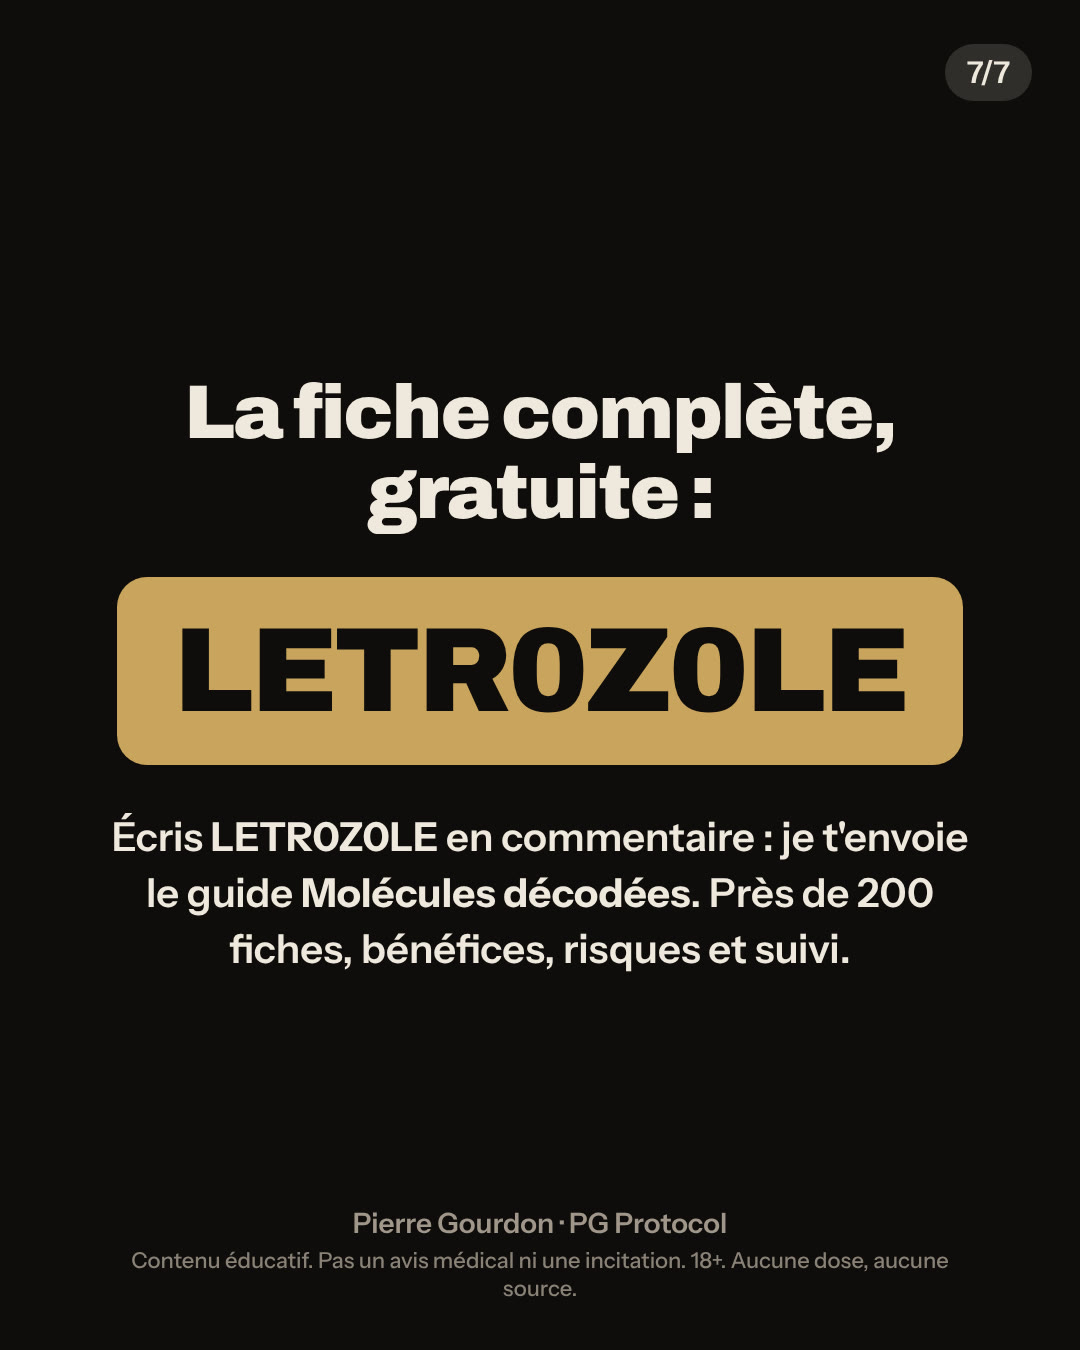 7/7
La fiche complète,
gratuite :
LETR0Z0LE
Écris LETR0Z0LE en commentaire : je t'envoie
le guide Molécules décodées. Près de 200
fiches, bénéfices, risques et suivi.
Pierre Gourdon · PG Protocol
Contenu éducatif. Pas un avis médical ni une incitation. 18+. Aucune dose, aucune
source.